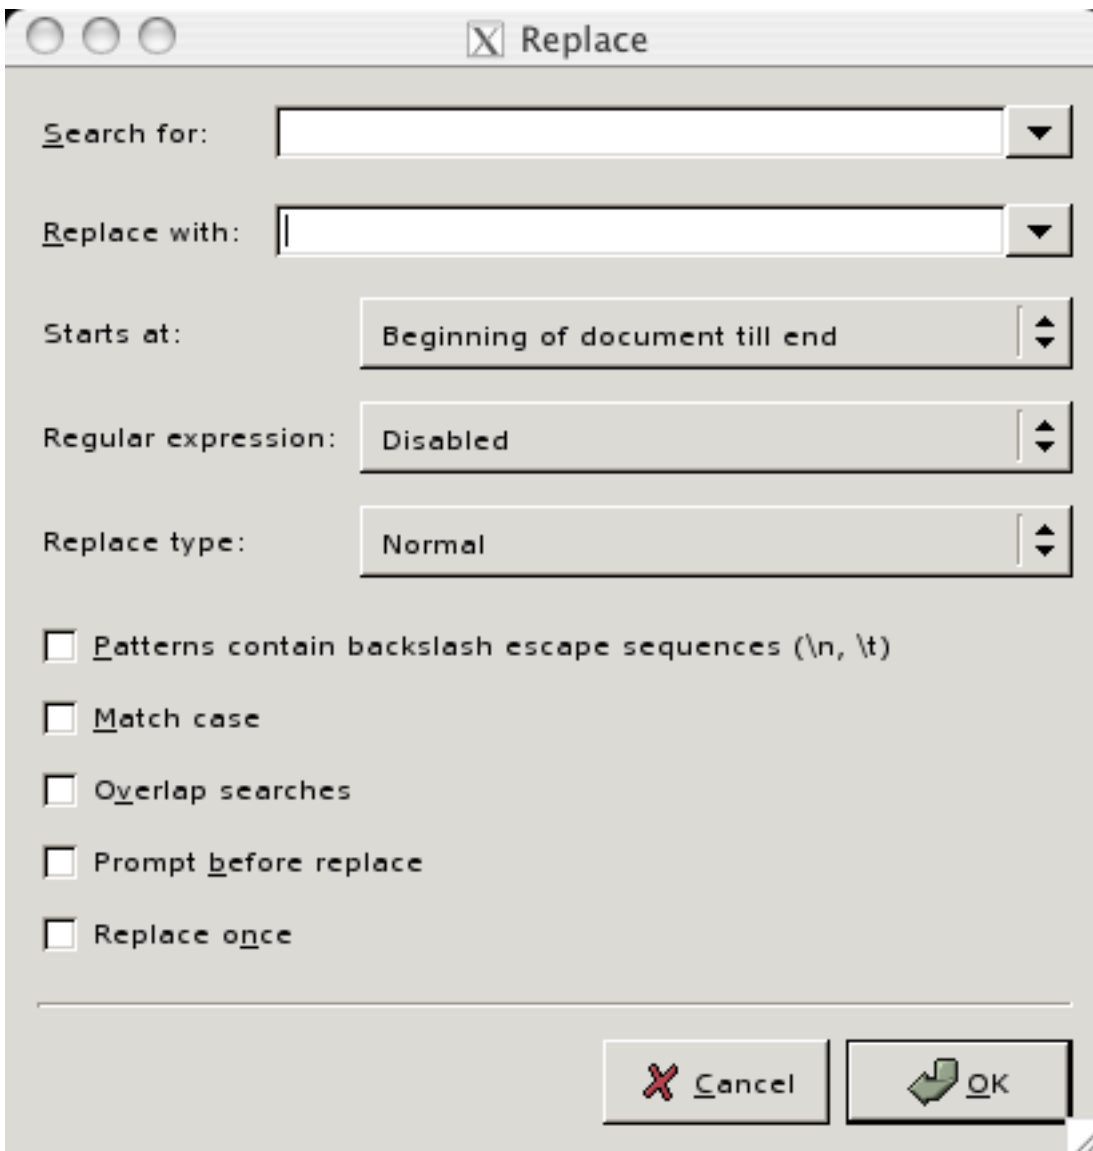 Replace
Search for:
Replace with:
Starts at: Beginning of document till end
Regular expression: Disabled
Replace type: Normal
Patterns contain backslash escape sequences (\n, \t)
Match case
Overlap searches
Prompt before replace
Replace once
Cancel OK